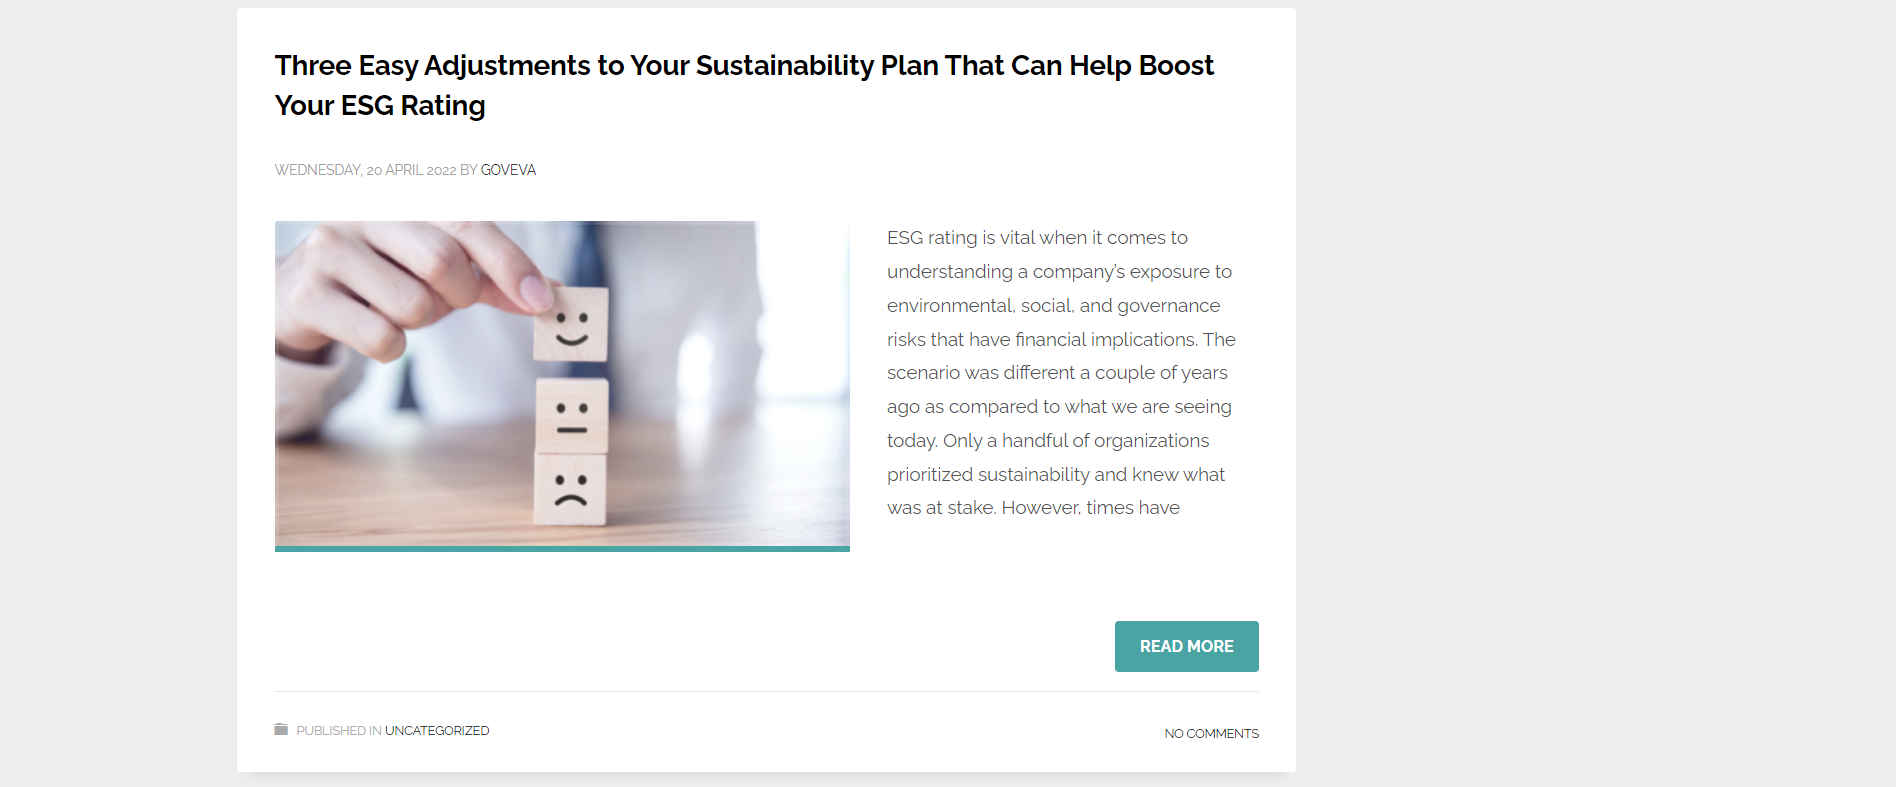 Three Easy Adjustments to Your Sustainability Plan That Can Help Boost
Your ESG Rating
WEDNESDAY, 20 APRIL 2022 BY GOVEVA
ESG rating is vital when it comes to
understanding a company’s exposure to
environmental, social, and governance
risks that have financial implications. The
scenario was different a couple of years
ago as compared to what we are seeing
today. Only a handful of organizations
prioritized sustainability and knew what
was at stake. However, times have
READ MORE
PUBLISHED IN UNCATEGORIZED
NO COMMENTS